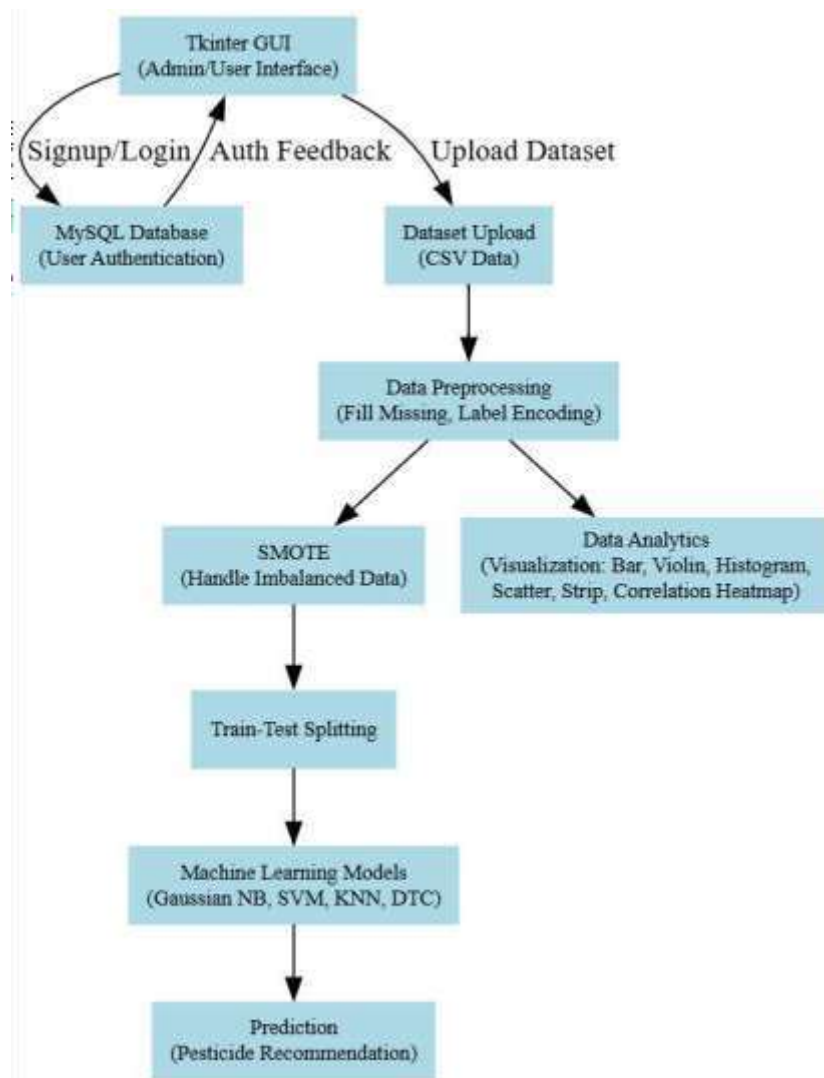 Tkinter GUI
(Admin/User Interface)
Signup/Login
Auth Feedback
Upload Dataset
MySQL Database
(User Authentication)
Dataset Upload
(CSV Data)
Data Preprocessing
(Fill Missing, Label Encoding)
SMOTE
(Handle Imbalanced Data)
Data Analytics
(Visualization: Bar, Violin, Histogram,
Scatter, Strip, Correlation Heatmap)
Train-Test Splitting
Machine Learning Models
(Gaussian NB, SVM, KNN, DTC)
Prediction
(Pesticide Recommendation)